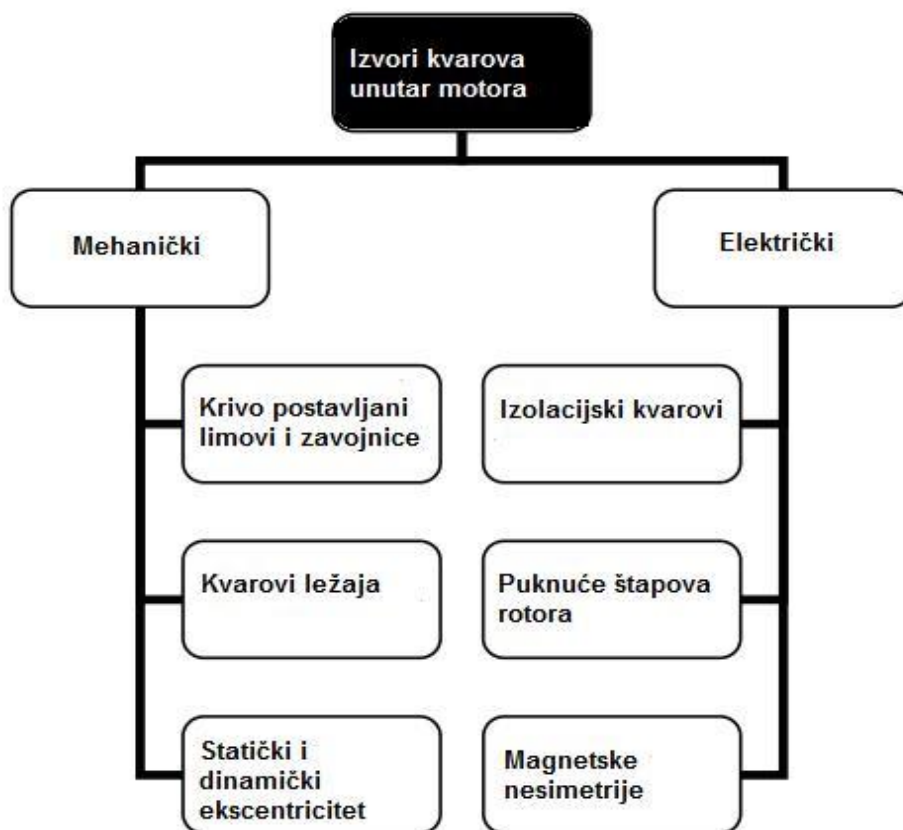 Izvori kvarova
unutar motora
Mehanički
Električki
Krivo postavljani
limovi i zavojnice
Izolacijski kvarovi
Kvarovi ležaja
Puknuće štapova
rotora
Statički i
dinamički
ekscentricitet
Magnetske
nesimetrije